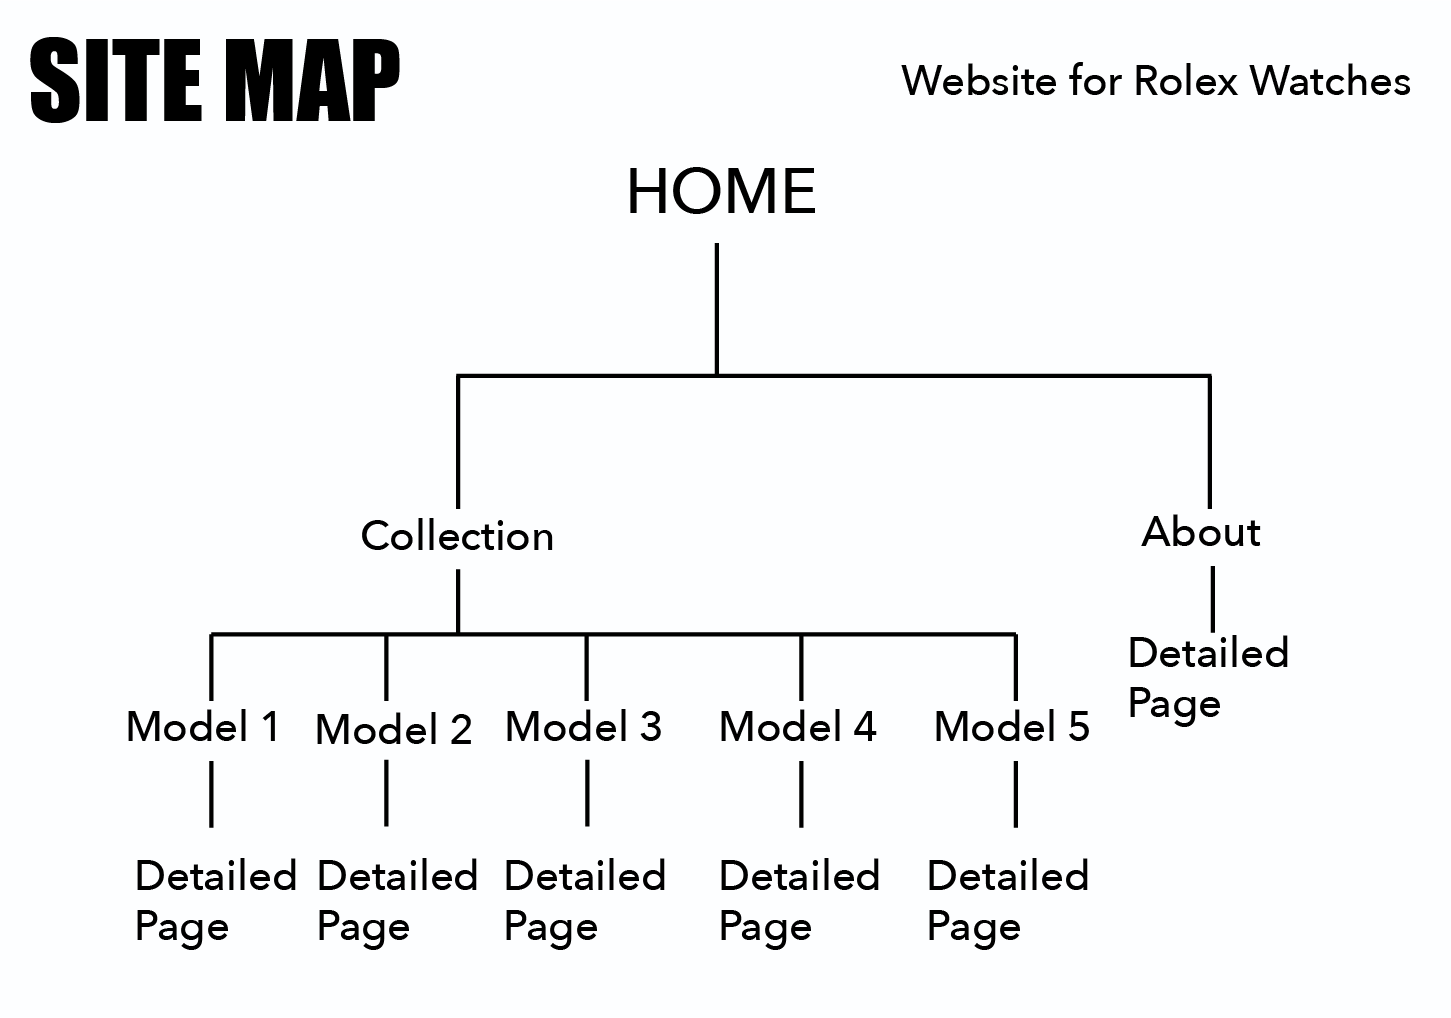 SITE MAP
Website for Rolex Watches
HOME
Collection
About
Model 1
Model 2
Model 3
Model 4
Model 5
Detailed
Page
Detailed
Page
Detailed
Page
Detailed
Page
Detailed
Page
Detailed
Page